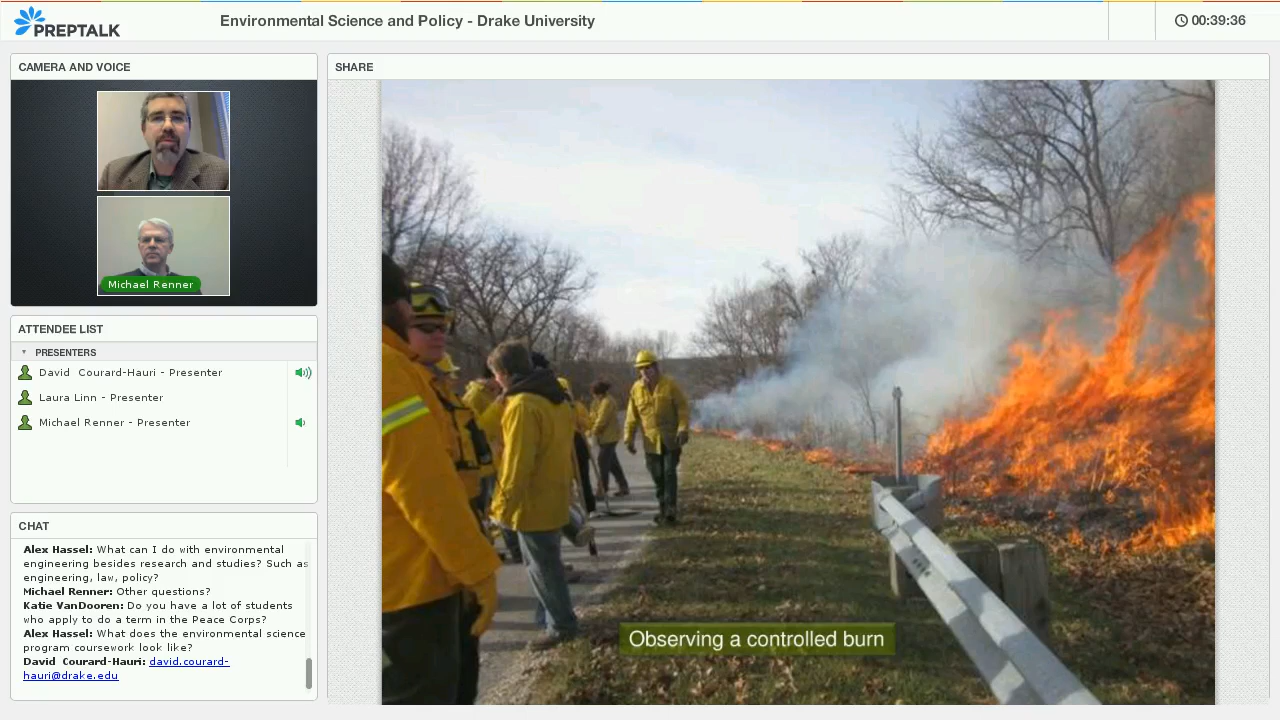 PREPTALK
Environmental Science and Policy - Drake University
00:39:36
CAMERA AND VOICE
Michael Renner
ATTENDEE LIST
PRESENTERS
David Courard-Hauri - Presenter
Laura Linn - Presenter
Michael Renner - Presenter
CHAT
Alex Hassel: What can I do with environmental
engineering besides research and studies? Such as
engineering, law, policy?
Michael Renner: Other questions?
Katie VanDooren: Do you have a lot of students
who apply to do a term in the Peace Corps?
Alex Hassel: What does the environmental science
program coursework look like?
David Courard-Hauri: david.courard-
hauri@drake.edu
SHARE
Observing a controlled burn